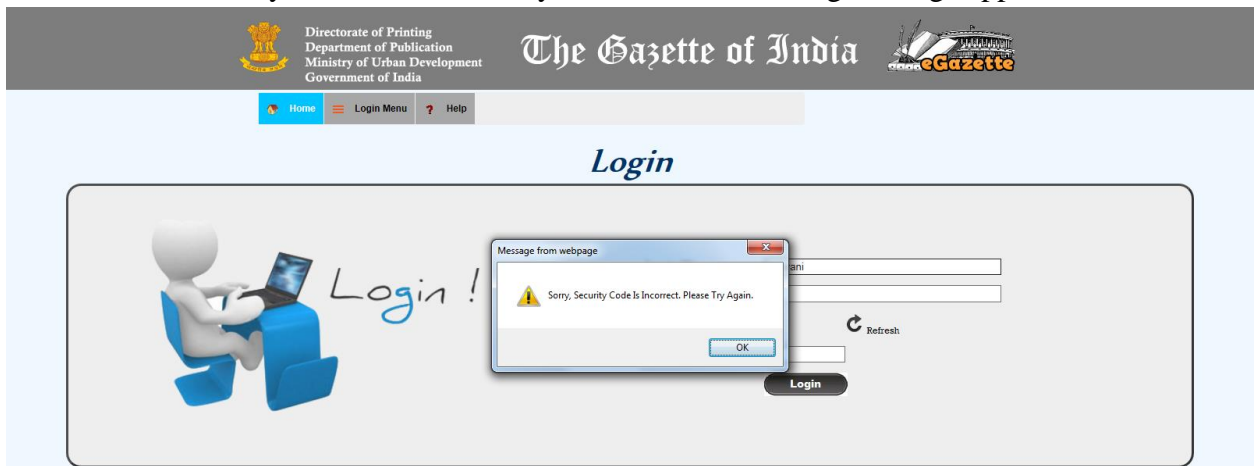 Directorate of Printing
Department of Publication
Ministry of Urban Development
Government of India
The Gazette of India
eGazette
Home
Login Menu
? Help
Login
Login !
Message from webpage
Sorry, Security Code Is Incorrect. Please Try Again.
OK
ani
Refresh
Login